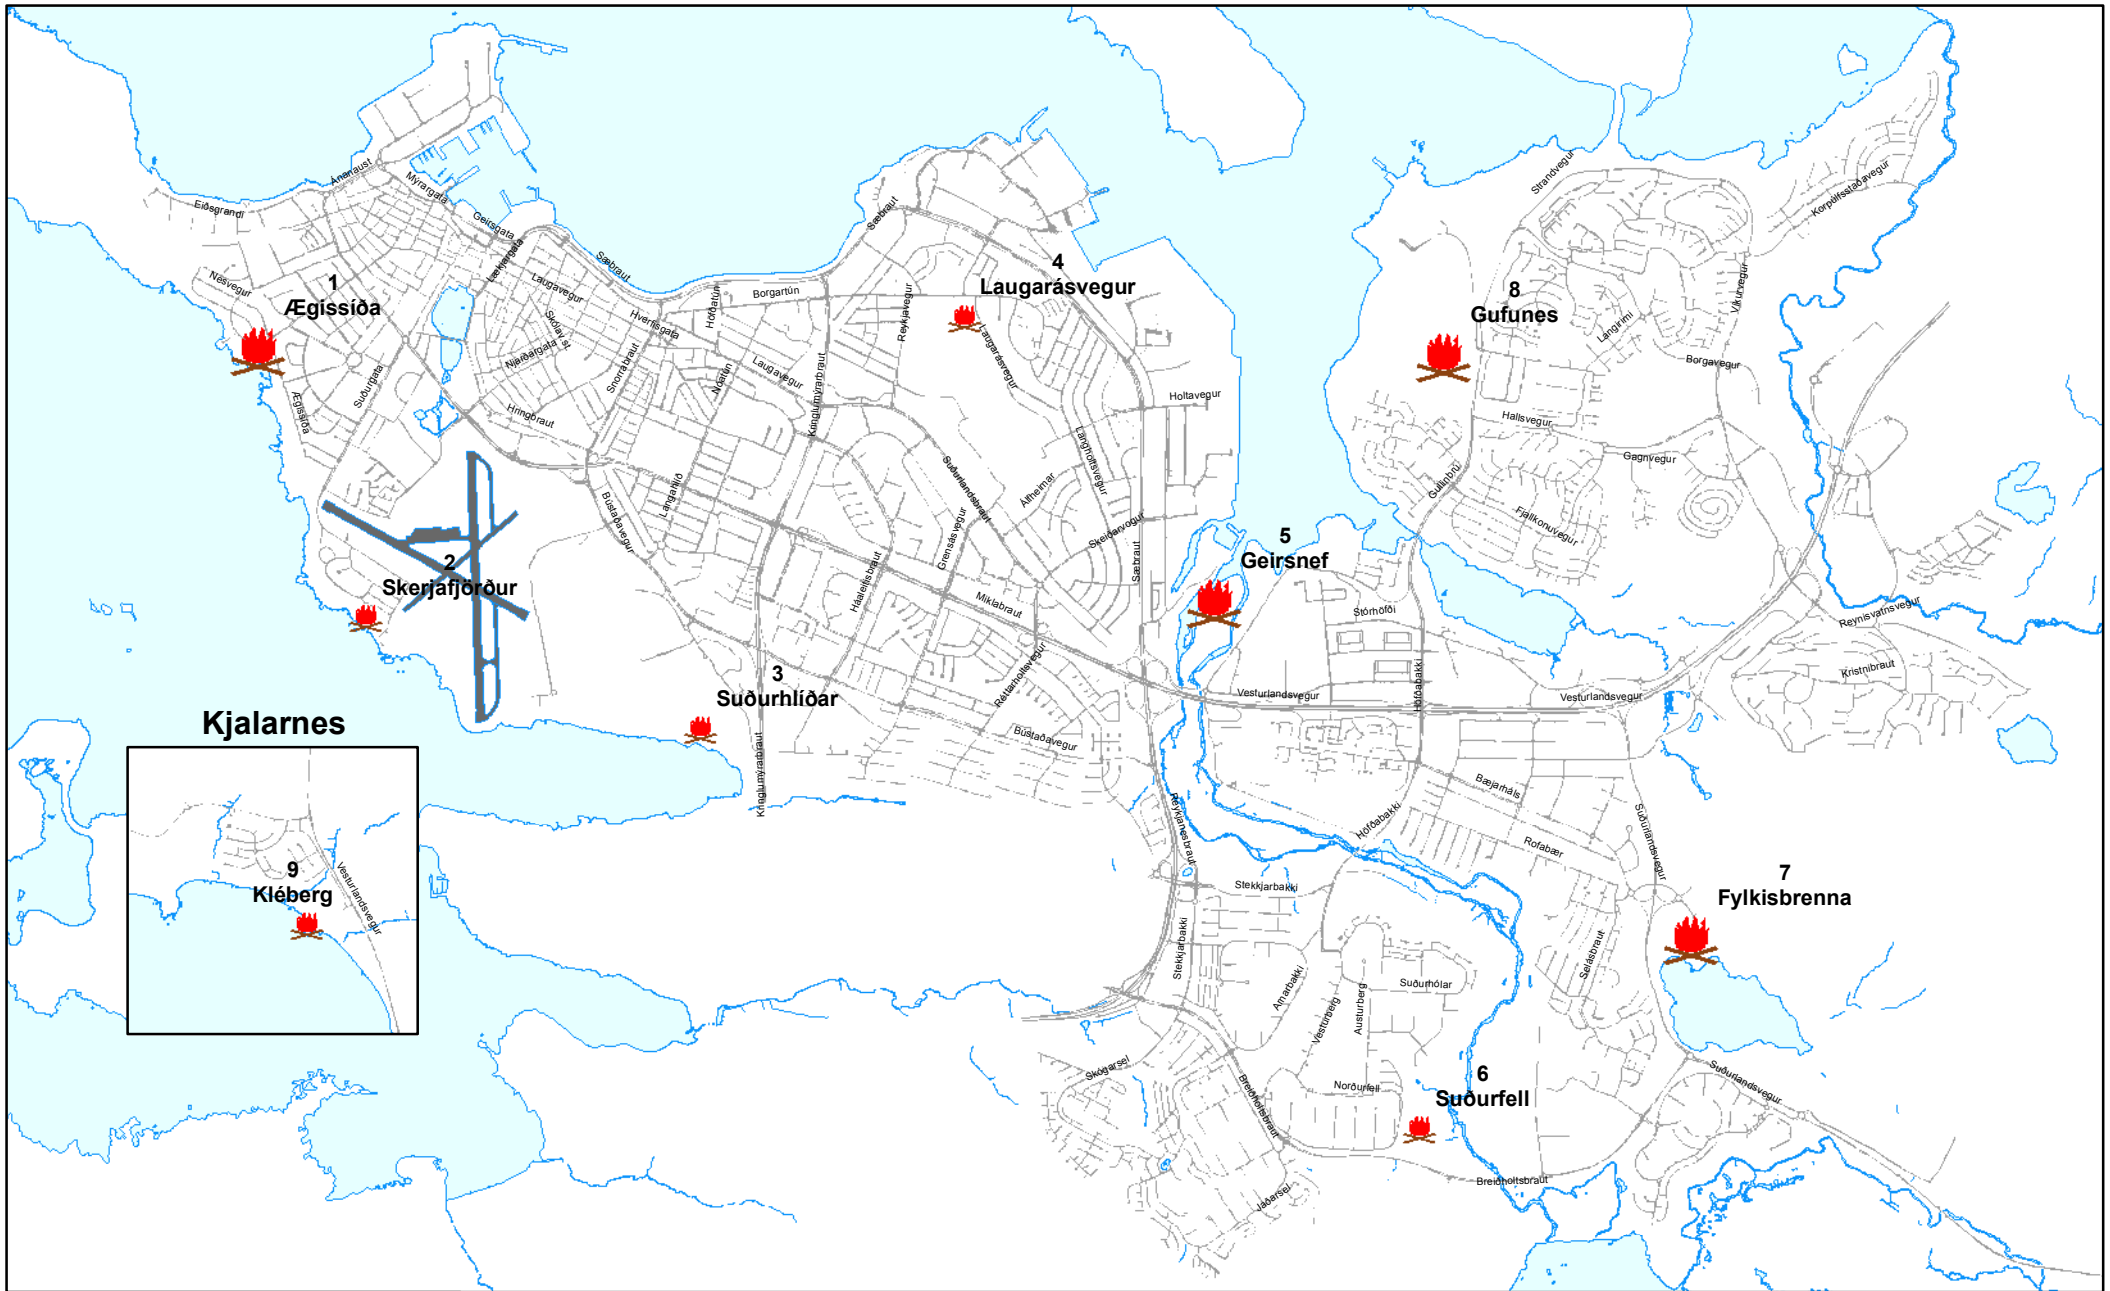 Ánanaust
Mýrargata
Eiðsgrandi
Geirsgata
Lækjargata
Sæbraut
Sæbraut
Strandvegur
Korpúlfsstaðavegur
Nesvegur
1
Ægissíða
Laugavegur
Skólav.st.
Njarðargata
Hverfisgata
Höfðatún
Borgartún
Reykjavegur
4
Laugarásvegur
Laugarásvegur
8
Gufunes
Langirimi
Víkurvegur
Borgavegur
Ægissíða
Suðurgata
Hringbraut
Snorrabraut
Nóatún
Laugavegur
Kringlumýrarbraut
Holtavegur
Hallsvegur
Gagnvegur
Gullinbrú
Fjallkonuvegur
Langholtsvegur
Suðurlandsbraut
Álfheimar
Skeiðarvogur
Sæbraut
Langahlíð
Bústaðavegur
Grensásvegur
Háaleitisbraut
Miklabraut
2
Skerjafjörður
5
Geirsnef
Stórhöfði
Reynisvatnsvegur
Kristnibraut
Höfðabakki
Vesturlandsvegur
Vesturlandsvegur
Réttarholtsvegur
3
Suðurhlíðar
Bústaðavegur
Kringlumýrarbraut
Kjalarnes
9
Kléberg
Vesturlandsvegur
Reykjanesbraut
Höfðabakki
Bæjarháls
Rofabær
Suðurlandsvegur
7
Fylkisbrenna
Stekkjarbakki
Stekkjarbakki
Arnarbakki
Vesturberg
Austurberg
Suðurhólar
Selásbraut
Skógarsel
Breiðholtsbraut
Norðurfell
6
Suðurfell
Suðurlandsvegur
Breiðholtsbraut
Jaðarsel